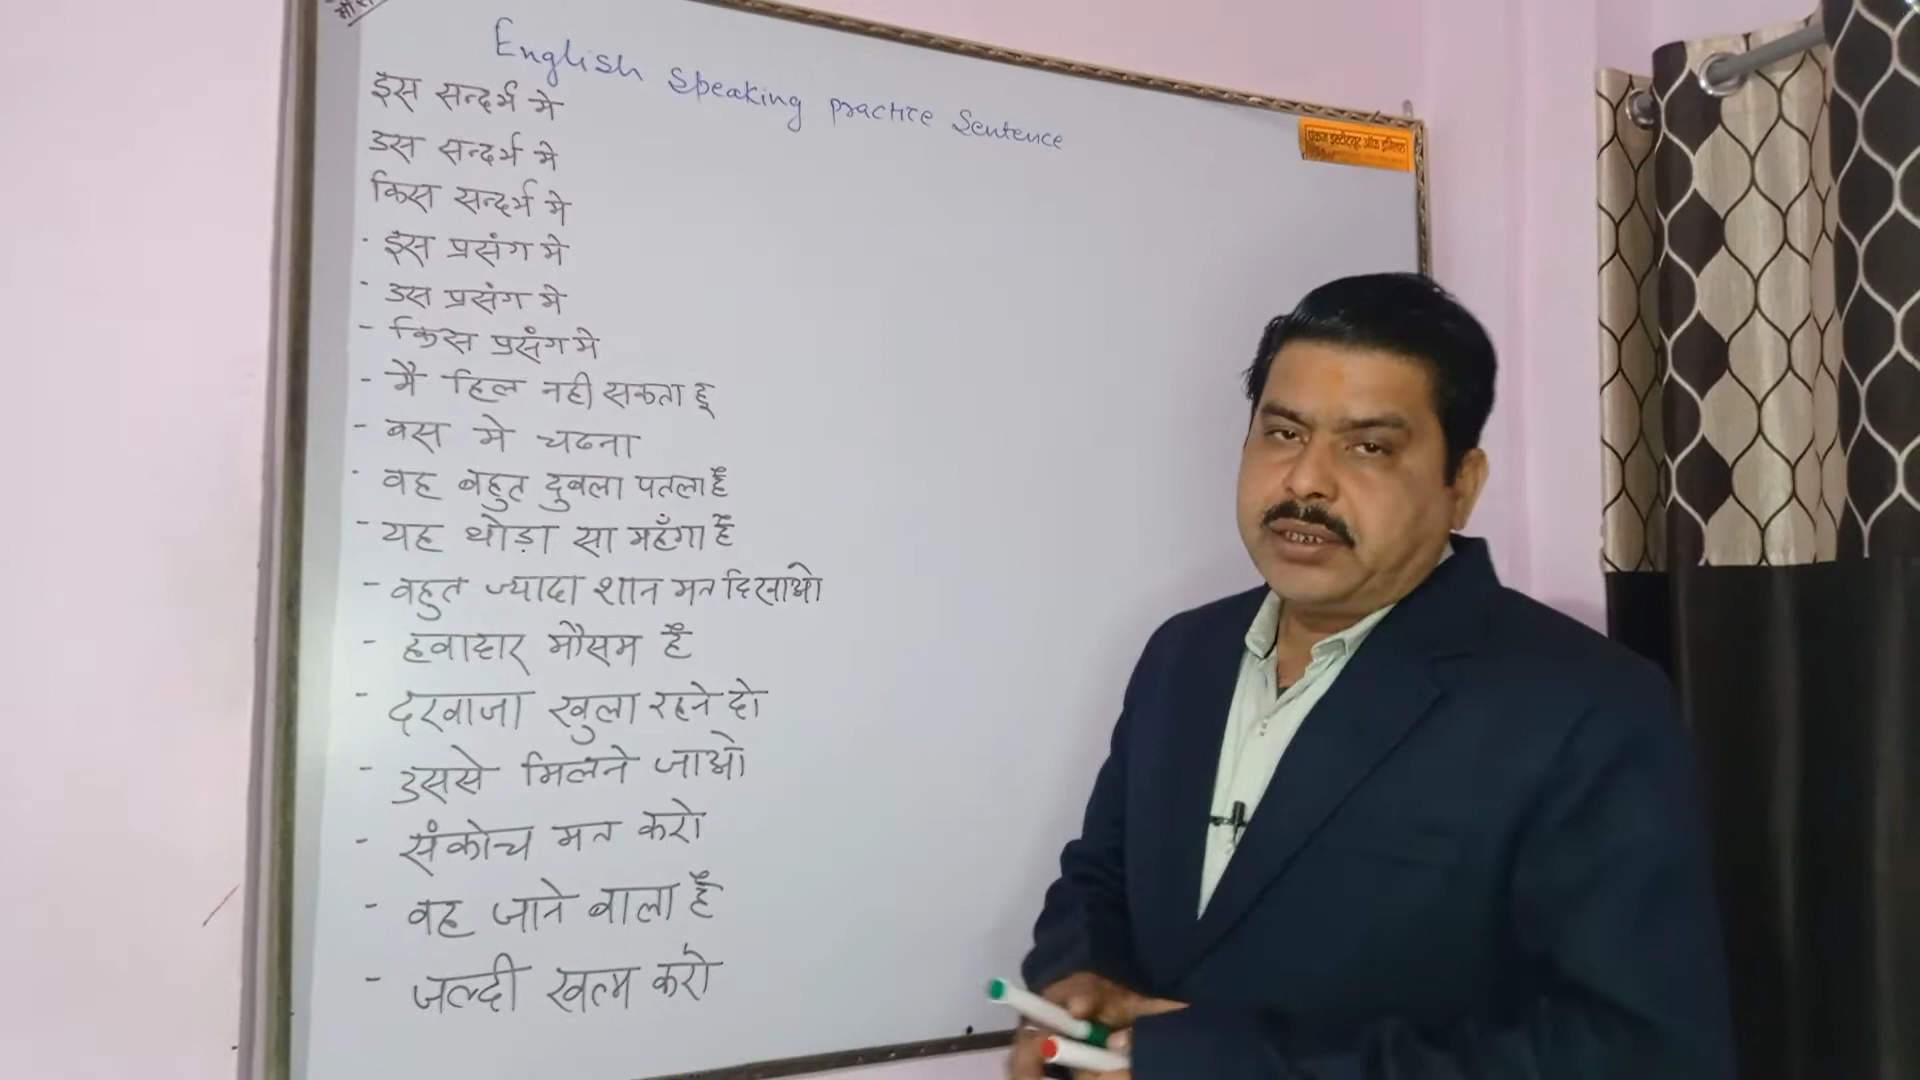 English Speaking practice Sentence
इस सन्दर्भ मे
उस सन्दर्भ मे
किस सन्दर्भ मे
· इस प्रसंग मे
· उस प्रसंग मे
- किस प्रसंग मे
- मै हिल नही सकता हू
- बस मे चढना
· वह बहुत दुबला पतला है
- यह थोड़ा सा महँगा है
- बहुत ज्यादा शान मत दिखाओ
- हवादार मौसम है
- दरवाजा खुला रहने दो
- उससे मिलने जाओ
- संकोच मत करो
- वह जाने वाला है
- जल्दी खत्म करो